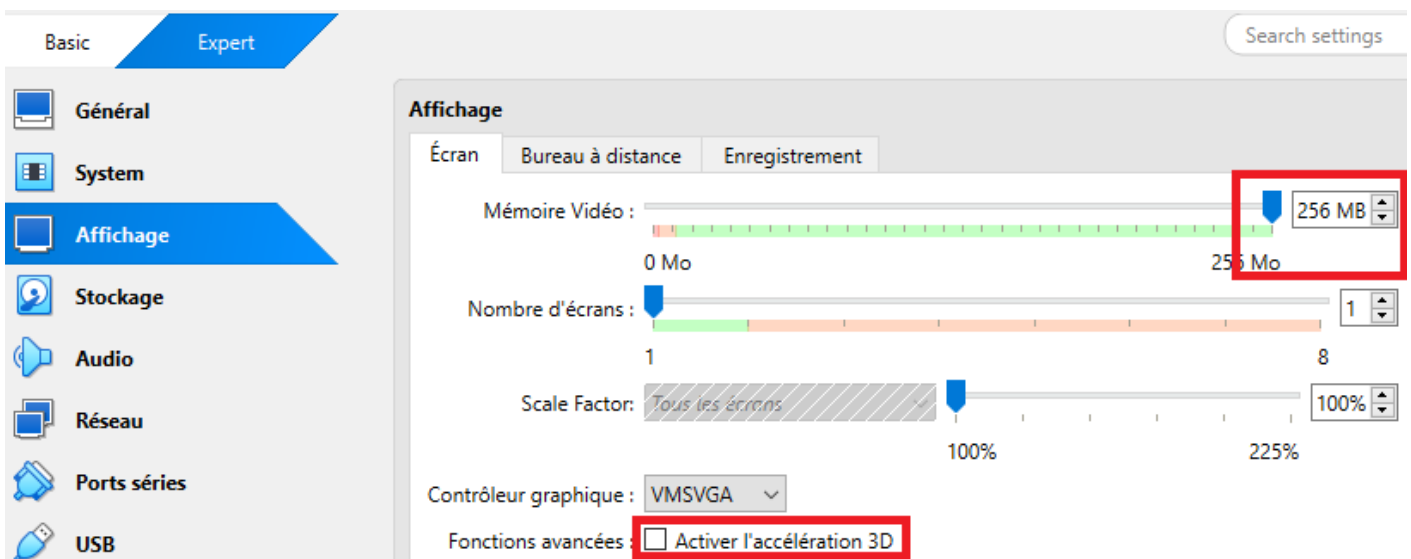 Basic Expert Search settings
Général
System
Affichage
Stockage
Audio
Réseau
Ports séries
USB
Affichage
Écran Bureau à distance Enregistrement
Mémoire Vidéo : 256 MB
0 Mo 256 Mo
Nombre d'écrans : 1
1 8
Scale Factor: Tous les écrans 100%
100% 225%
Contrôleur graphique : VMSVGA
Fonctions avancées : Activer l'accélération 3D